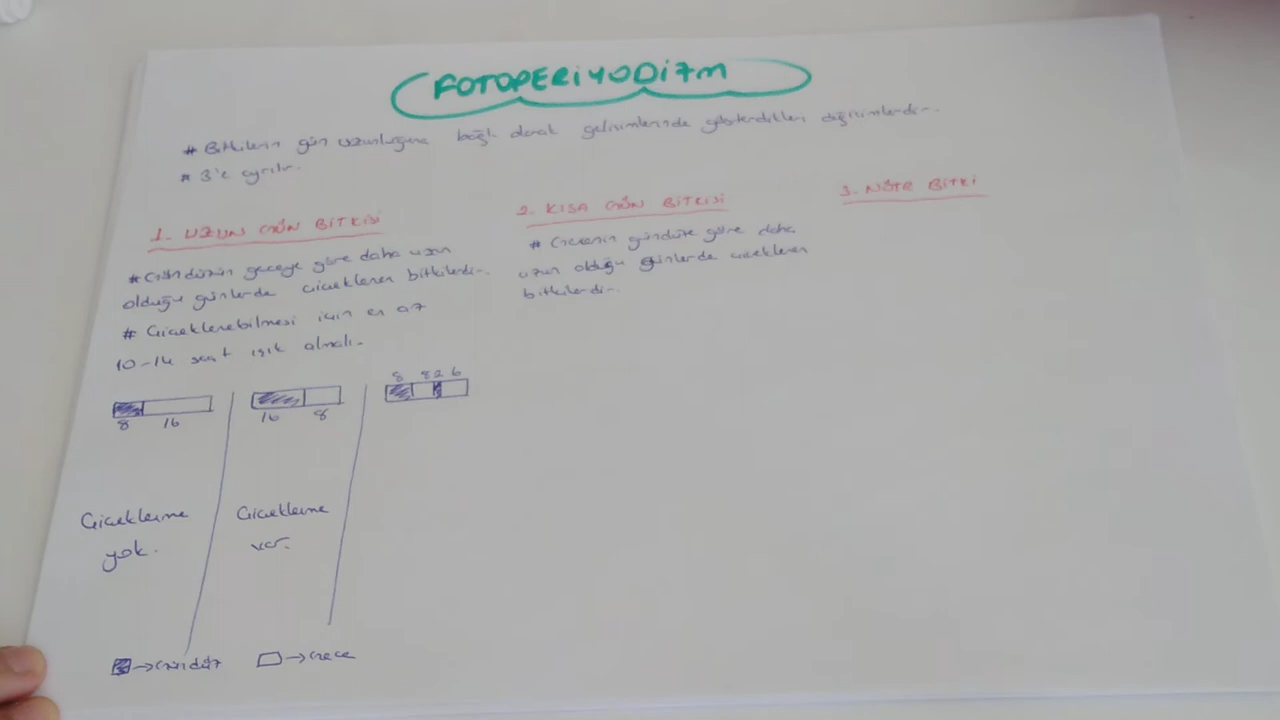 FOTOPERİYODİZM
* Bitkilerin gün uzunluğuna bağlı olarak gelişimlerinde gösterdikleri değişimlerdir.
* 3'e ayrılır.
1. UZUN GÜN BİTKİSİ
* Gündüzün geceye göre daha uzun
olduğu günlerde çiçeklenen bitkilerdir.
* Çiçeklenebilmesi için en az
10-14 saat ışık almalı.
8 16
16 8
8 8 2 6
Çiçeklenme
yok.
Çiçeklenme
var.
→Gündüz →Gece
2. KISA GÜN BİTKİSİ
* Gecenin gündüze göre daha
uzun olduğu günlerde çiçeklenen
bitkilerdir.
3. NÖTR BİTKİ